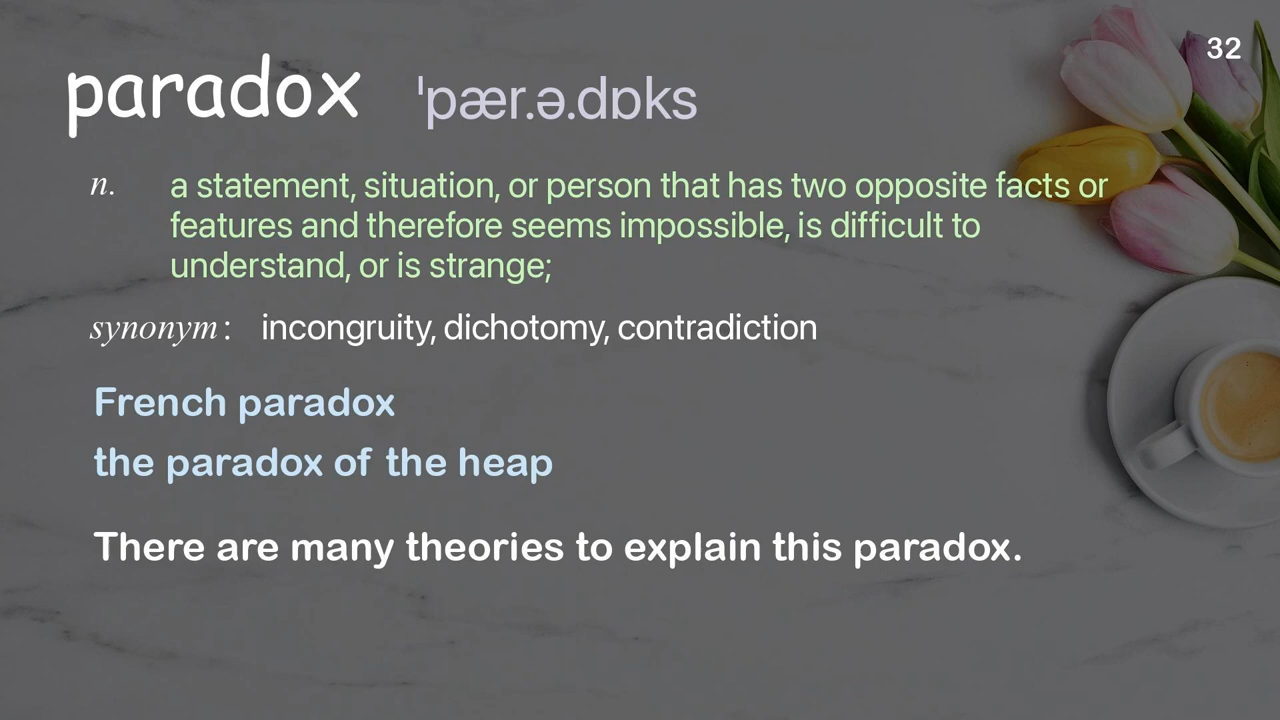 32
paradox ˈpær.ə.dɒks
n. a statement, situation, or person that has two opposite facts or
features and therefore seems impossible, is difficult to
understand, or is strange;
synonym: incongruity, dichotomy, contradiction
French paradox
the paradox of the heap
There are many theories to explain this paradox.